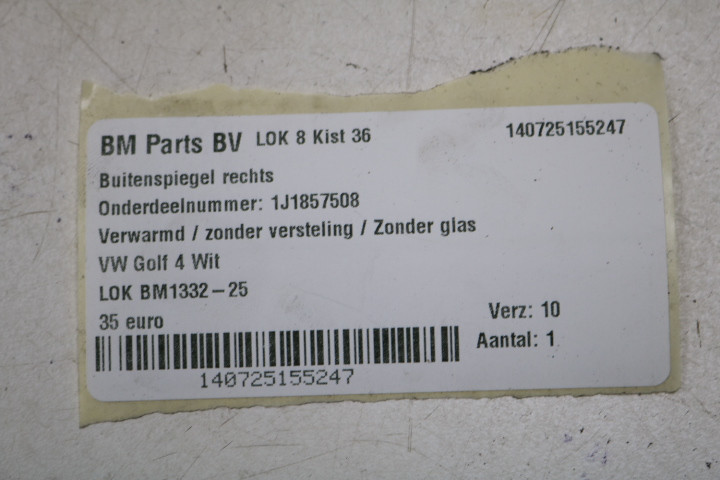 BM Parts BV LOK 8 Kist 36 140725155247
Buitenspiegel rechts
Onderdeelnummer: 1J1857508
Verwarmd / zonder versteling / Zonder glas
VW Golf 4 Wit
LOK BM1332-25
35 euro Verz: 10
Aantal: 1
140725155247